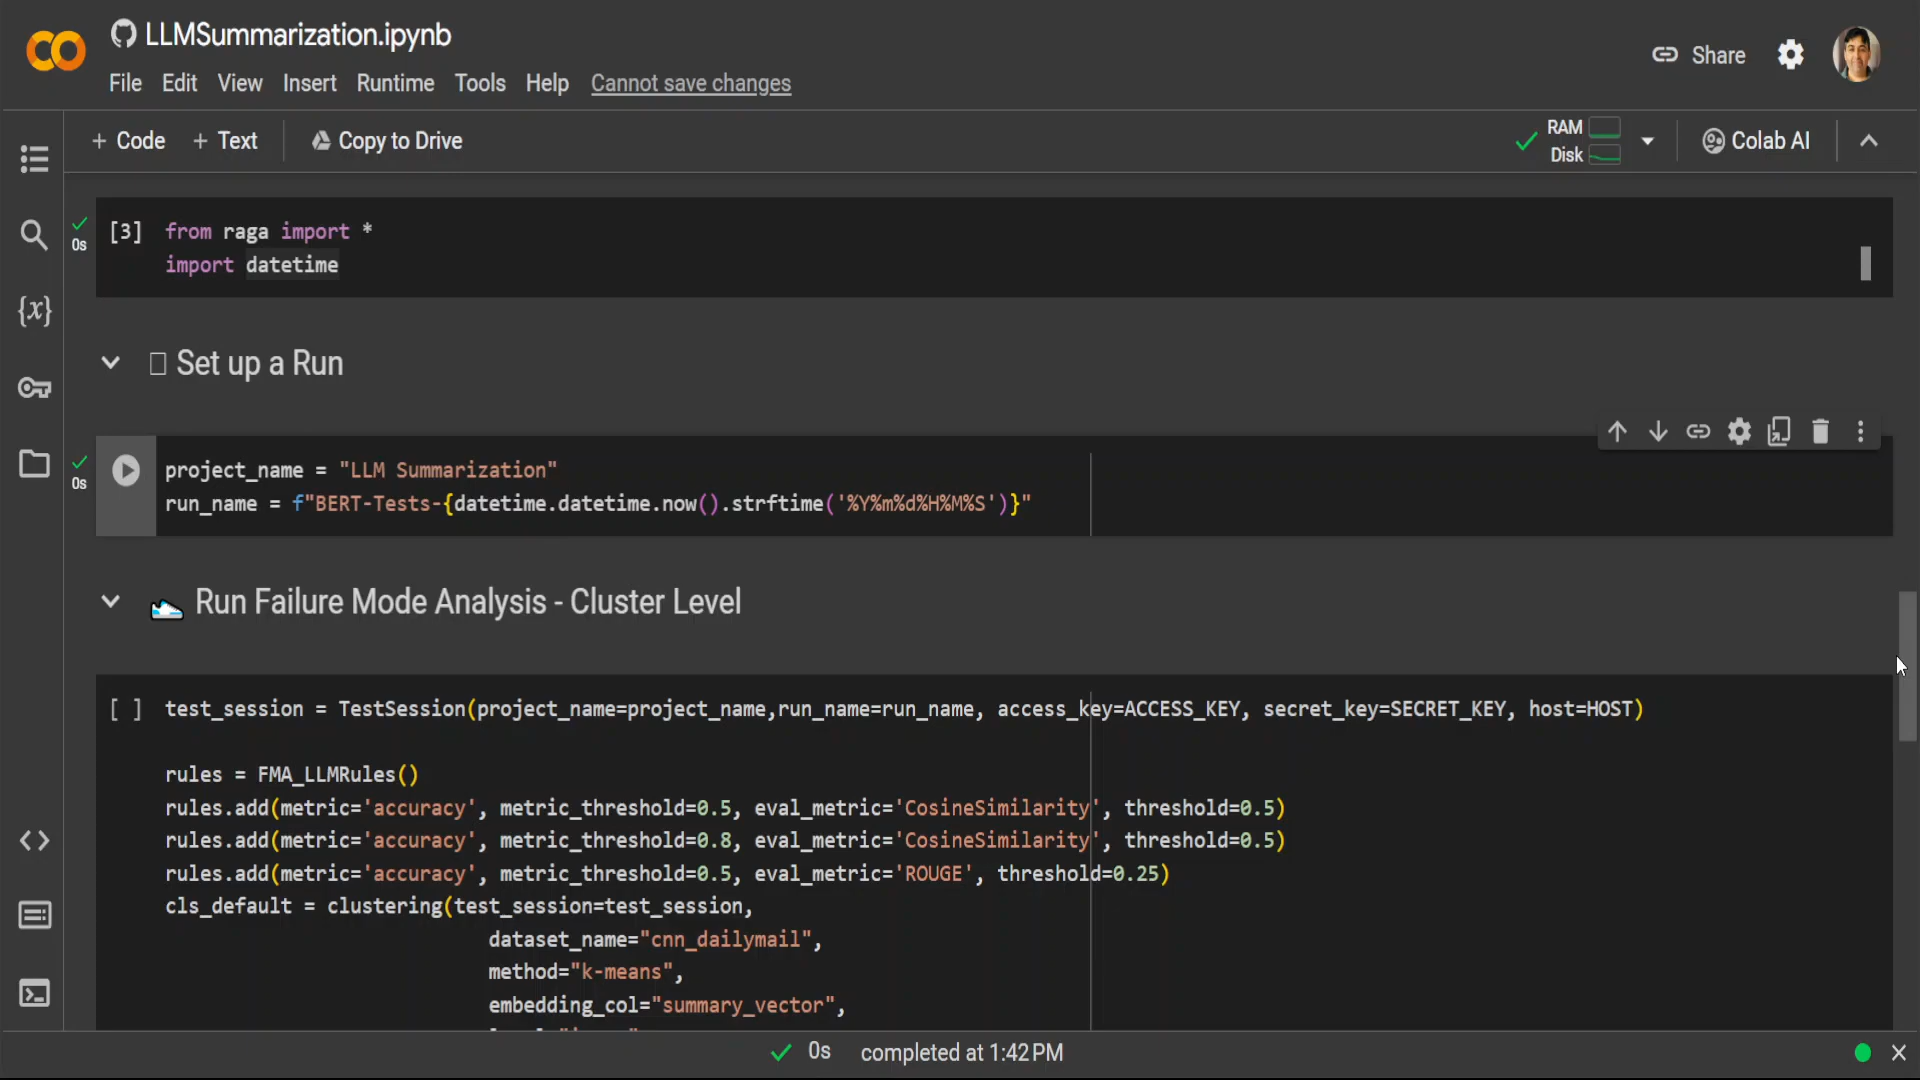 LLMSummarization.ipynb
File Edit View Insert Runtime Tools Help Cannot save changes
Share
+ Code + Text Copy to Drive
RAM
Disk
Colab AI
[3] from raga import *
0s
import datetime
Set up a Run
project_name = "LLM Summarization"
0s
run_name = f"BERT-Tests-{datetime.datetime.now().strftime('%Y%m%d%H%M%S')}"
Run Failure Mode Analysis - Cluster Level
[ ] test_session = TestSession(project_name=project_name,run_name=run_name, access_key=ACCESS_KEY, secret_key=SECRET_KEY, host=HOST)
rules = FMA_LLMRules()
rules.add(metric='accuracy', metric_threshold=0.5, eval_metric='CosineSimilarity', threshold=0.5)
rules.add(metric='accuracy', metric_threshold=0.8, eval_metric='CosineSimilarity', threshold=0.5)
rules.add(metric='accuracy', metric_threshold=0.5, eval_metric='ROUGE', threshold=0.25)
cls_default = clustering(test_session=test_session,
dataset_name="cnn_dailymail",
method="k-means",
embedding_col="summary_vector",
0s completed at 1:42 PM